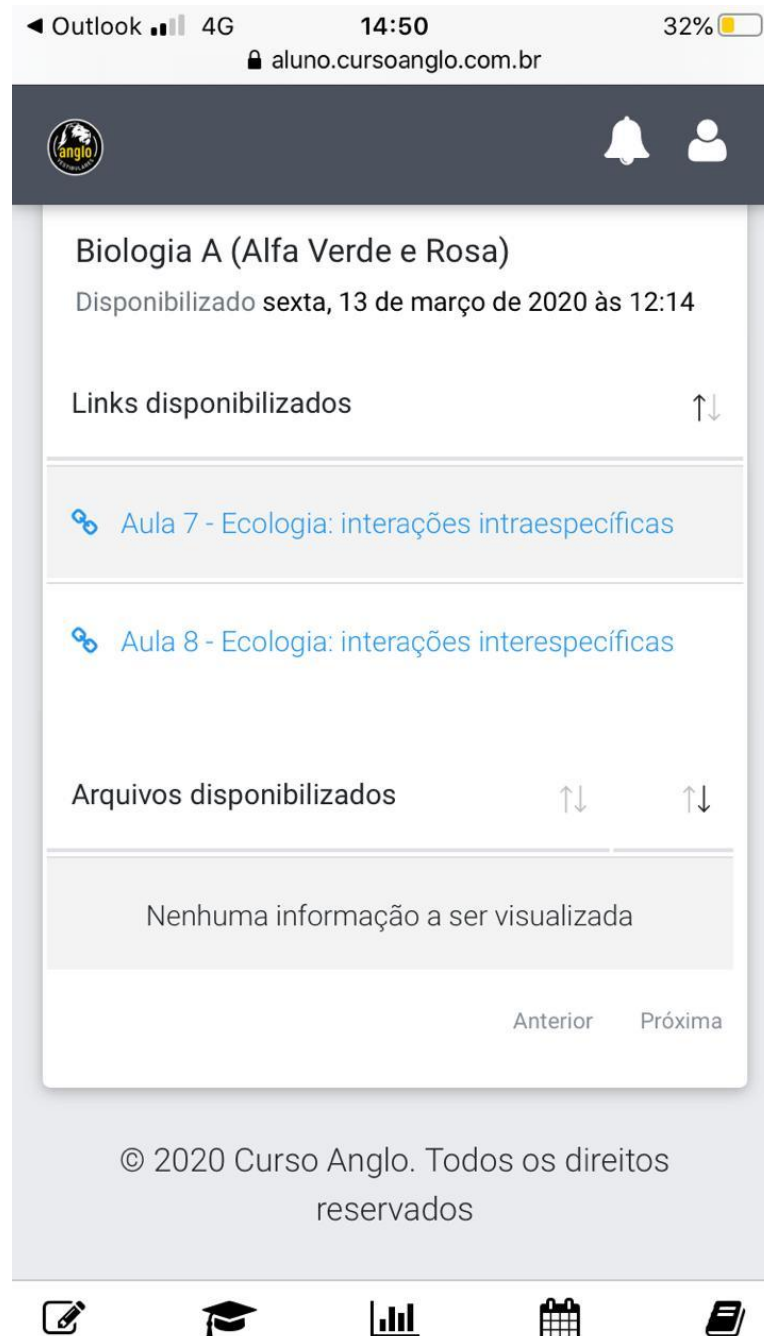 Outlook 4G 14:50 32%
aluno.cursoanglo.com.br
anglo
Biologia A (Alfa Verde e Rosa)
Disponibilizado sexta, 13 de março de 2020 às 12:14
Links disponibilizados
Aula 7 - Ecologia: interações intraespecíficas
Aula 8 - Ecologia: interações interespecíficas
Arquivos disponibilizados
Nenhuma informação a ser visualizada
Anterior Próxima
© 2020 Curso Anglo. Todos os direitos
reservados